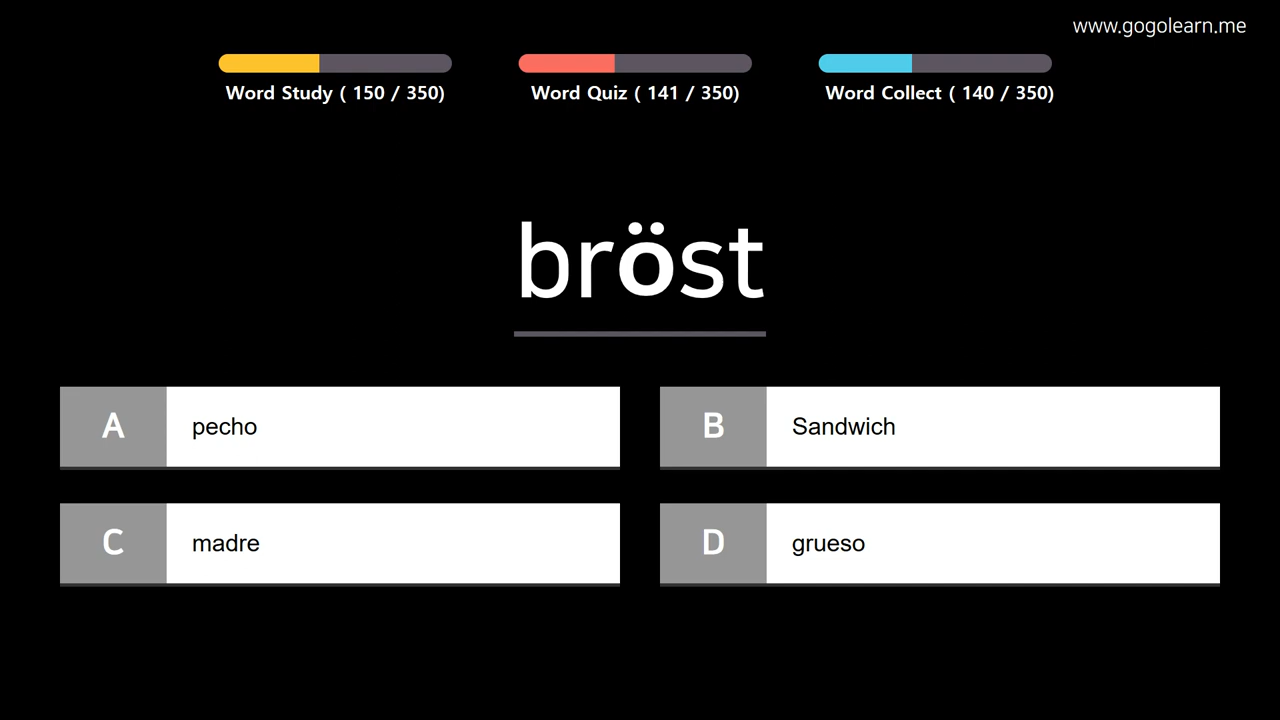 www.gogolearn.me
Word Study ( 150 / 350)
Word Quiz ( 141 / 350)
Word Collect ( 140 / 350)
bröst
A pecho
B Sandwich
C madre
D grueso